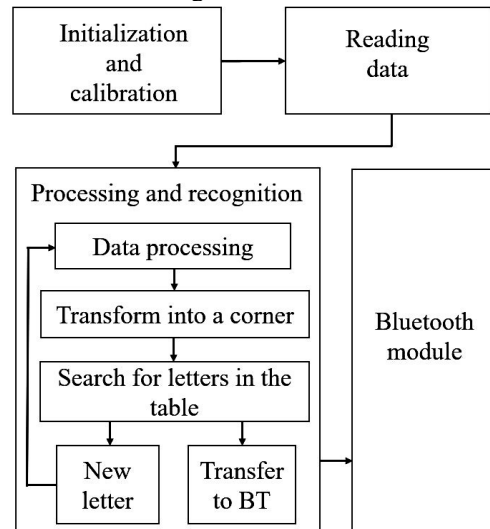 Initialization
and
calibration
Reading
data
Processing and recognition
Data processing
Transform into a corner
Search for letters in the
table
New
letter
Transfer
to BT
Bluetooth
module